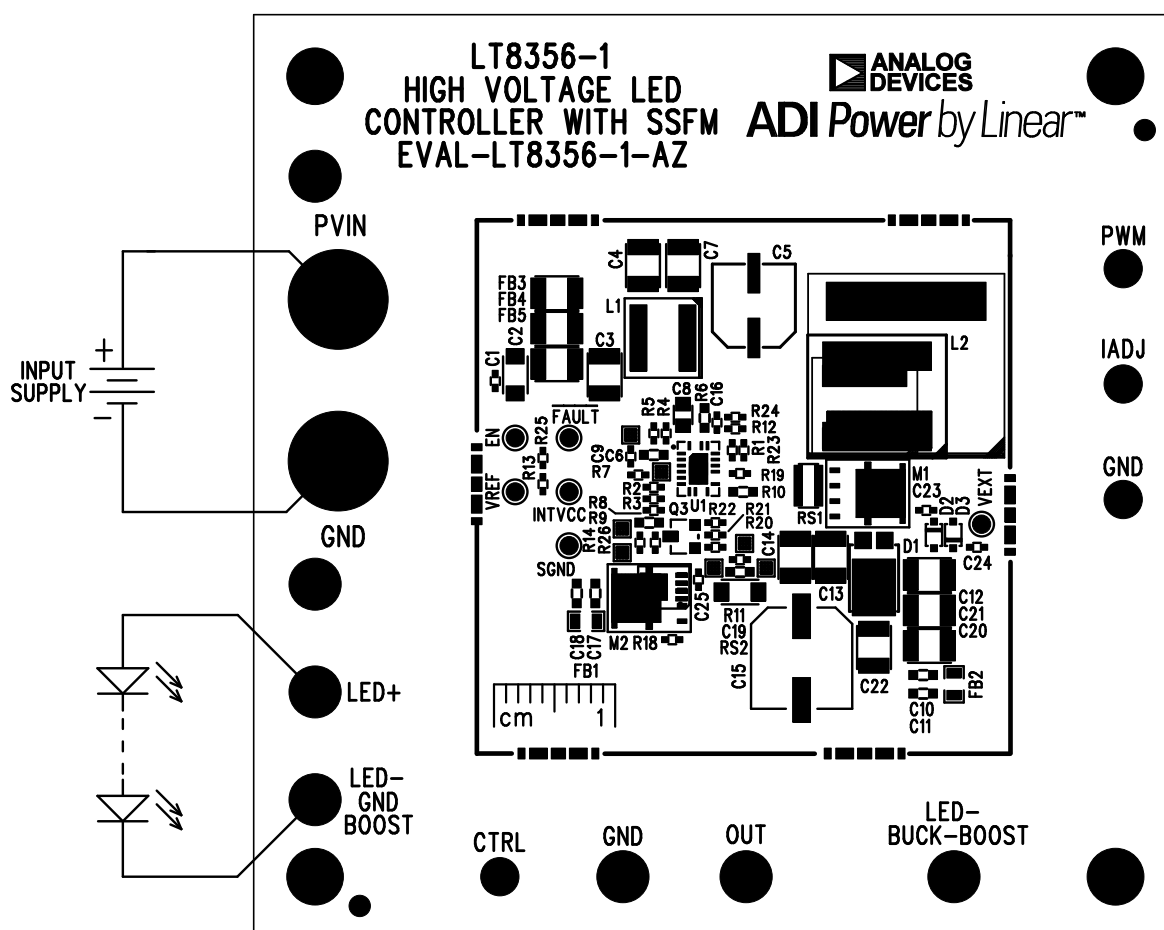 LT8356-1
HIGH VOLTAGE LED
CONTROLLER WITH SSFM
EVAL-LT8356-1-AZ
ANALOG
DEVICES
ADI Power by Linear™
PVIN
PWM
C4
C7
C5
FB3
FB4
FB5
L1
L2
IADJ
C1
C2
C3
+
INPUT
SUPPLY
-
FAULT
R5
R4
C8
R6
C16
R24
R12
EN
R25
R1
R23
C9
C6
R7
R13
GND
VREF
R2
R3
R19
R10
RS1
M1
C23
D2
D3
VEXT
INTVCC
R8
R9
Q3
U1
R22
R21
R20
GND
R14
R26
C14
D1
C24
SGND
C25
C13
C12
C21
C20
R11
C19
RS2
C18
C17
M2
R18
C15
C22
FB1
FB2
LED+
cm
1
C10
C11
LED-
GND
BOOST
CTRL
GND
OUT
LED-
BUCK-BOOST